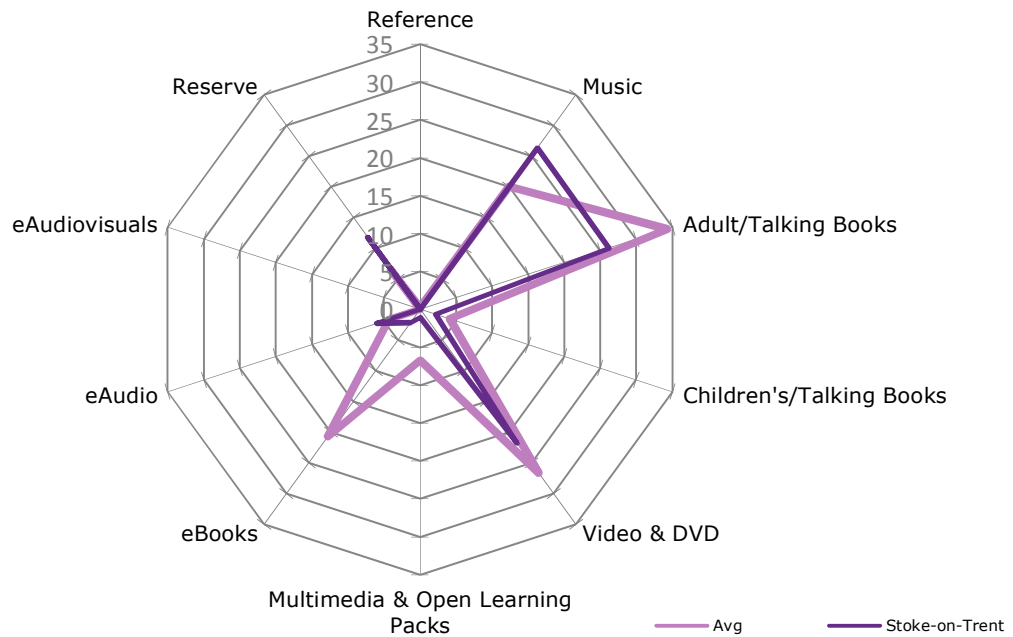 Reference
35
30
25
20
15
10
5
0
Music
Adult/Talking Books
Children's/Talking Books
Video & DVD
Multimedia & Open Learning
Packs
eBooks
eAudio
eAudiovisuals
Reserve
Avg
Stoke-on-Trent